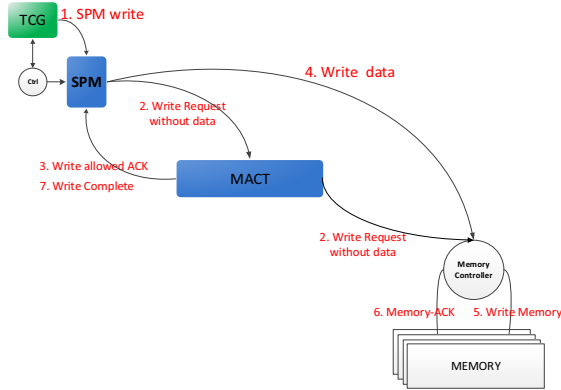 TCG
1. SPM write
Ctrl
SPM
4. Write data
2. Write Request
without data
3. Write allowed ACK
7. Write Complete
MACT
2. Write Request
without data
Memory
Controller
6. Memory-ACK
5. Write Memory
MEMORY